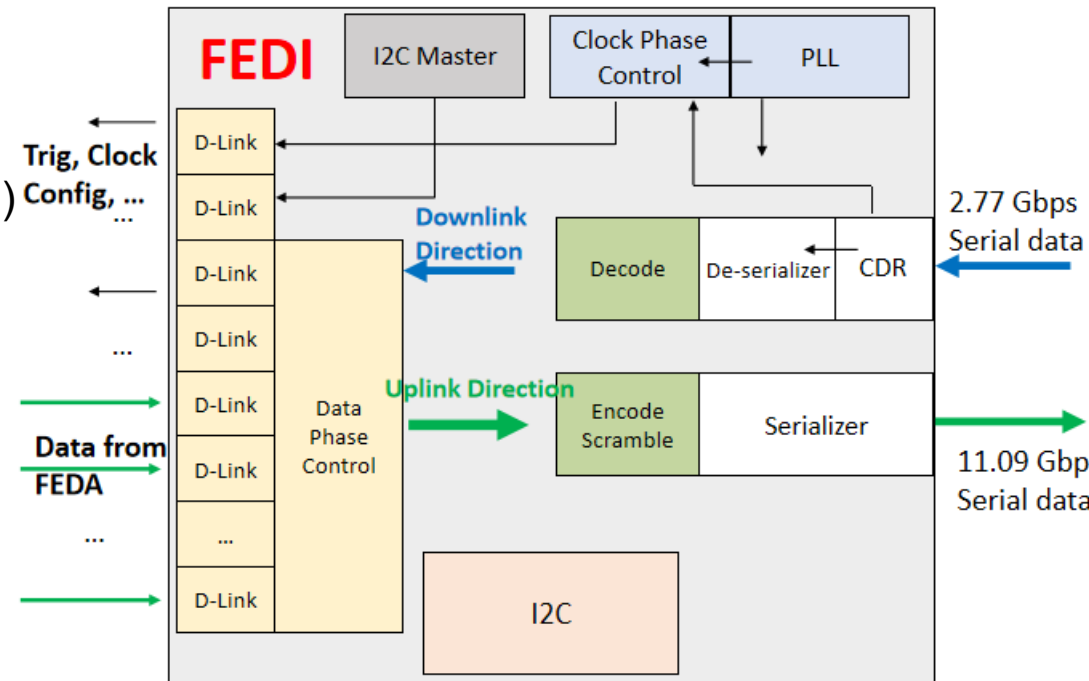 FEDI
I2C Master
Clock Phase
Control
PLL
D-Link
Trig, Clock
)
Config, ...
...
D-Link
Downlink
Direction
2.77 Gbps
Serial data
D-Link
Decode
De-serializer
CDR
...
D-Link
Uplink Direction
D-Link
Data
Phase
Control
Encode
Scramble
Serializer
Data from
FEDA
D-Link
11.09 Gbp
Serial data
...
...
D-Link
I2C